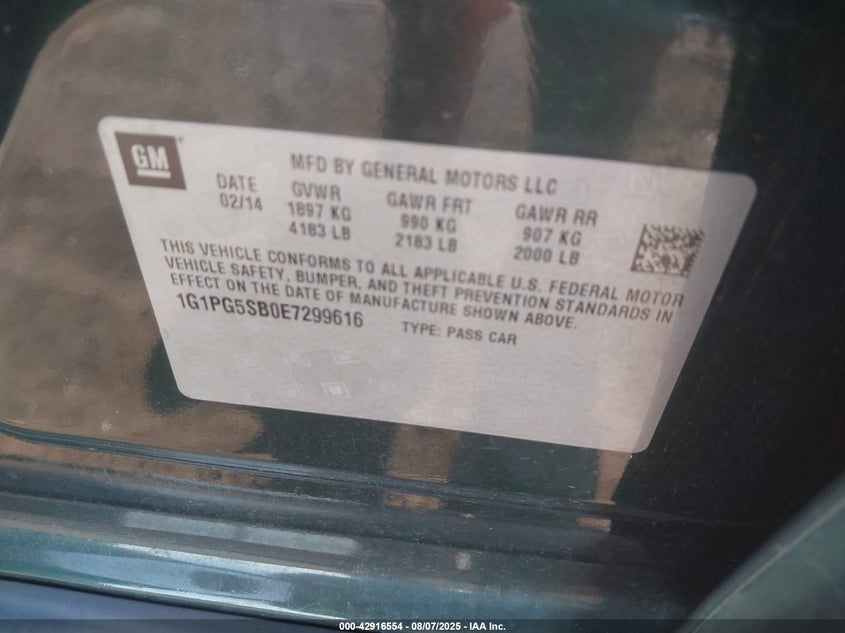 GM
MFD BY GENERAL MOTORS LLC
DATE GVWR GAWR FRT GAWR RR
02/14 1897 KG 990 KG 907 KG
4183 LB 2183 LB 2000 LB
THIS VEHICLE CONFORMS TO ALL APPLICABLE U.S. FEDERAL MOTOR
VEHICLE SAFETY, BUMPER, AND THEFT PREVENTION STANDARDS IN
EFFECT ON THE DATE OF MANUFACTURE SHOWN ABOVE.
1G1PG5SB0E7299616 TYPE: PASS CAR
000-42916554 - 08/07/2025 - IAA Inc.